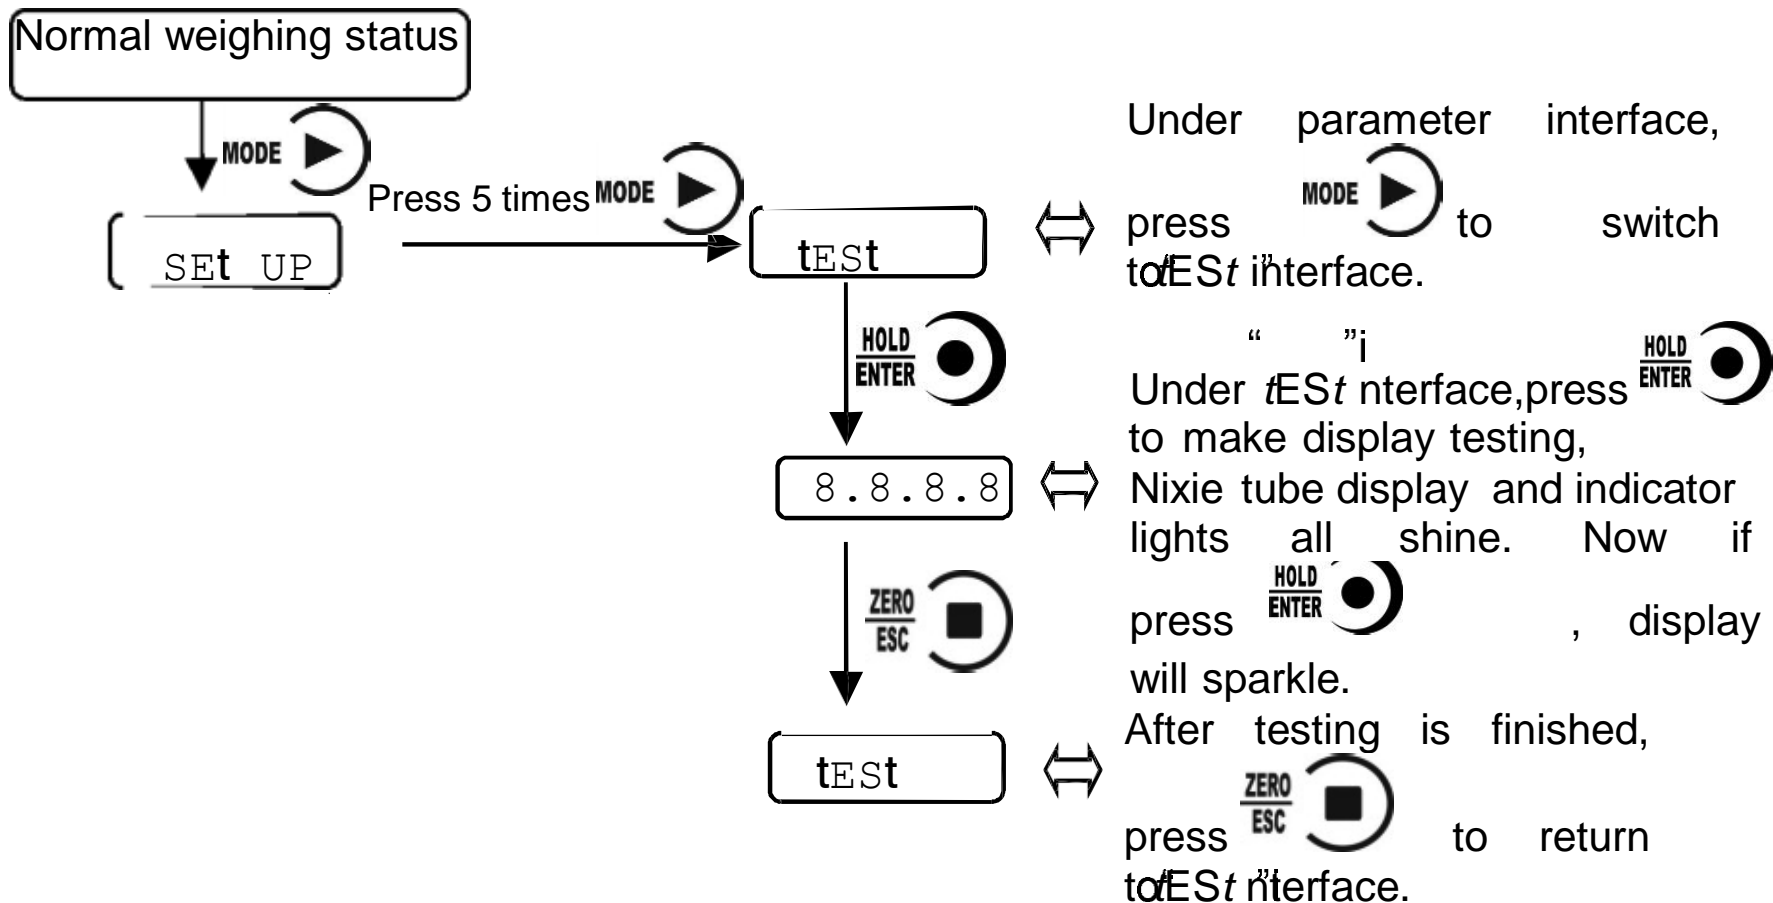 Normal weighing status
MODE
SEt UP
Press 5 times MODE
tESt
Under parameter interface,
press MODE to switch
to“tESt ”interface.
HOLD
ENTER
“ ”i
Under tESt nterface,press HOLD
ENTER
to make display testing,
8.8.8.8
Nixie tube display and indicator
lights all shine. Now if
press HOLD
ENTER , display
will sparkle.
ZERO
ESC
tESt
After testing is finished,
press ZERO
ESC to return
to“tESt ”interface.